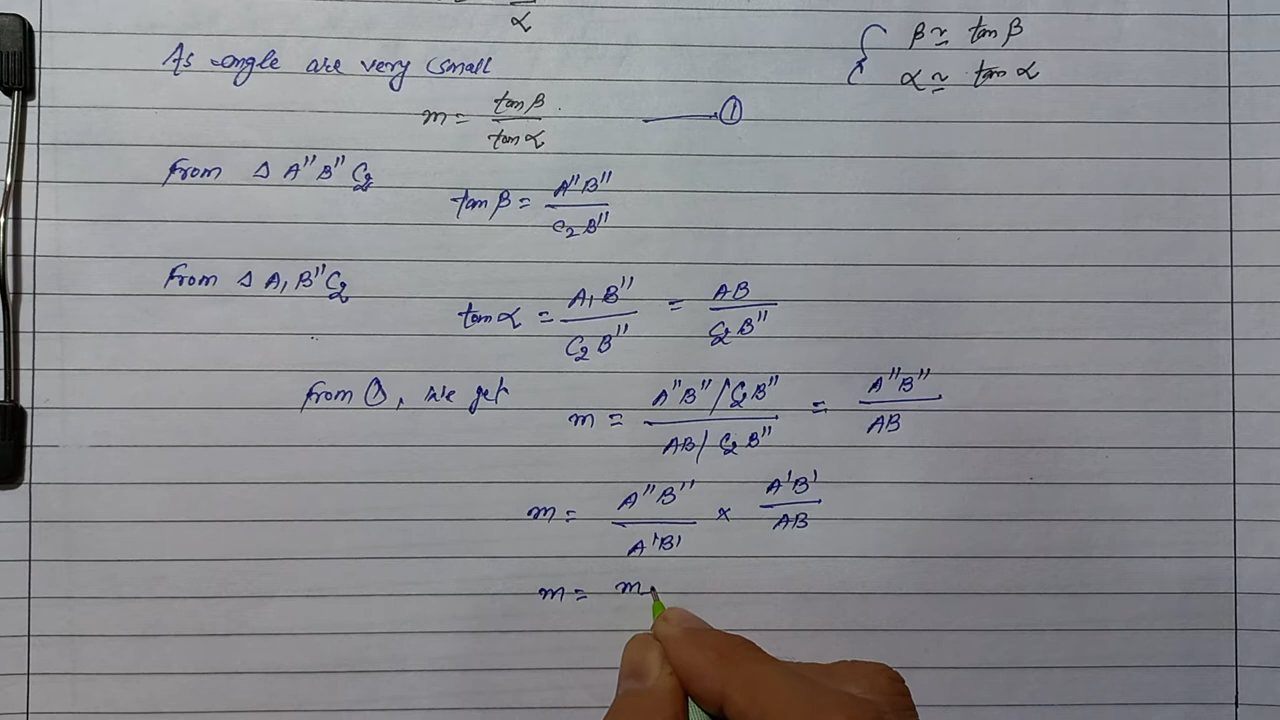 α
β ≃ tan β
As angle are very small
α ≃ tan α
m = tan β / tan α ——— ①
From Δ A''B''C₂
tan β = A''B'' / C₂B''
From Δ A₁B''C₂
tan α = A₁B'' / C₂B'' = AB / C₂B''
from ①, we get
m = A''B''/C₂B'' / AB/C₂B'' = A''B'' / AB
m = A''B'' / A'B' × A'B' / AB
m = m